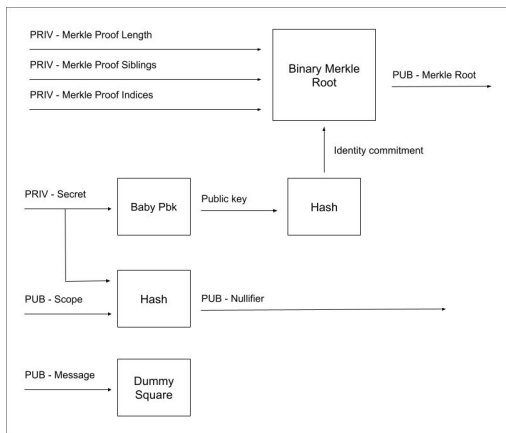 PRIV - Merkle Proof Length
PRIV - Merkle Proof Siblings
PRIV - Merkle Proof Indices
Binary Merkle
Root
PUB - Merkle Root
Identity commitment
PRIV - Secret
Baby Pbk
Public key
Hash
PUB - Scope
Hash
PUB - Nullifier
PUB - Message
Dummy
Square